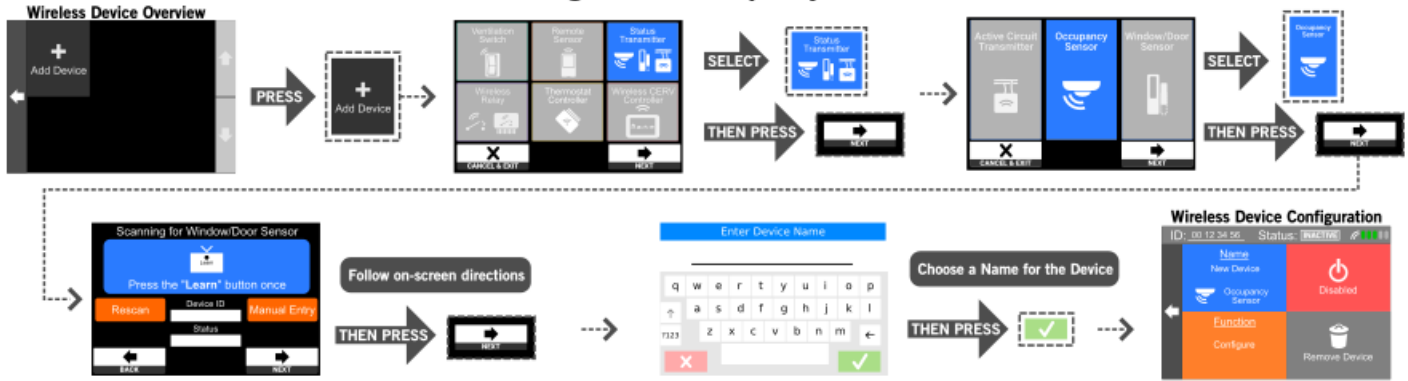 Wireless Device Overview
+
Add Device
PRESS
+
Add Device
Ventilation
Switch
Remote
Sensor
Status
Transmitter
Wireless
Relay
Thermostat
Controller
Wireless CERV
Controller
X
CANCEL & EXIT
NEXT
SELECT
Status
Transmitter
THEN PRESS
NEXT
Active Circuit
Transmitter
Occupancy
Sensor
Window/Door
Sensor
X
CANCEL & EXIT
NEXT
SELECT
Occupancy
Sensor
THEN PRESS
NEXT
Scanning for Window/Door Sensor
Learn
Press the "Learn" button once
Rescan
Device ID
Manual Entry
Status
BACK
NEXT
Follow on-screen directions
THEN PRESS
NEXT
Enter Device Name
q w e r t y u i o p
a s d f g h j k l
?123 z x c v b n m
Choose a Name for the Device
THEN PRESS
Wireless Device Configuration
ID: 00 12 34 56 Status: INACTIVE
Name
New Device
Occupancy
Sensor
Disabled
Function
Configure
Remove Device